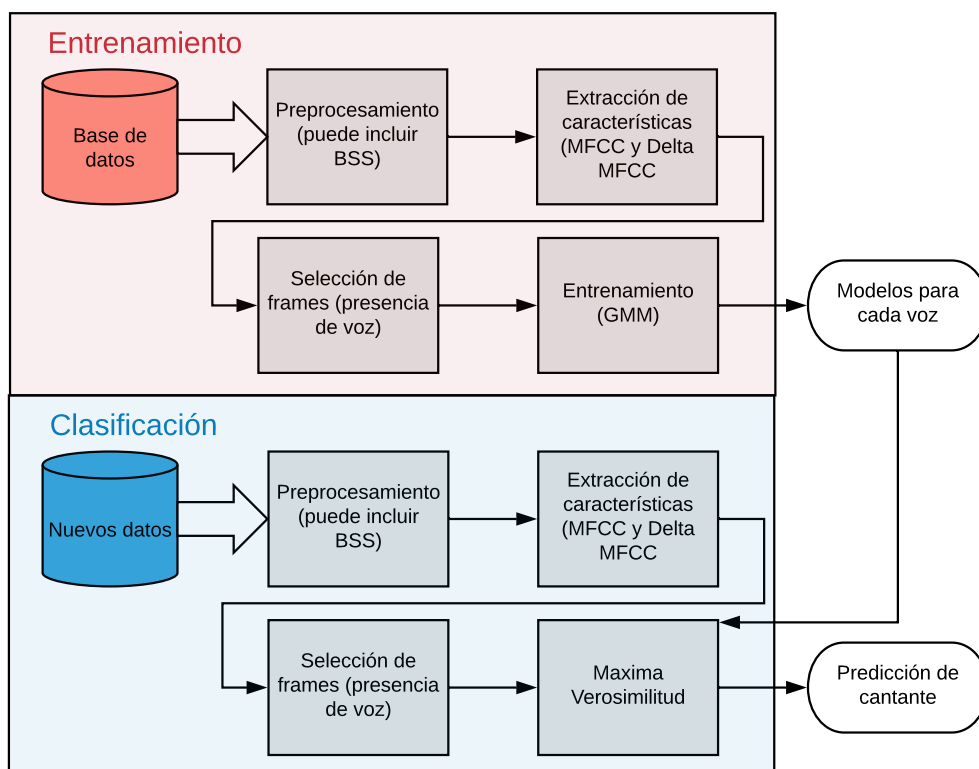 Entrenamiento
Base de
datos
Preprocesamiento
(puede incluir
BSS)
Extracción de
características
(MFCC y Delta
MFCC
Selección de
frames (presencia
de voz)
Entrenamiento
(GMM)
Modelos para
cada voz
Clasificación
Nuevos datos
Preprocesamiento
(puede incluir
BSS)
Extracción de
características
(MFCC y Delta
MFCC
Selección de
frames (presencia
de voz)
Maxima
Verosimilitud
Predicción de
cantante